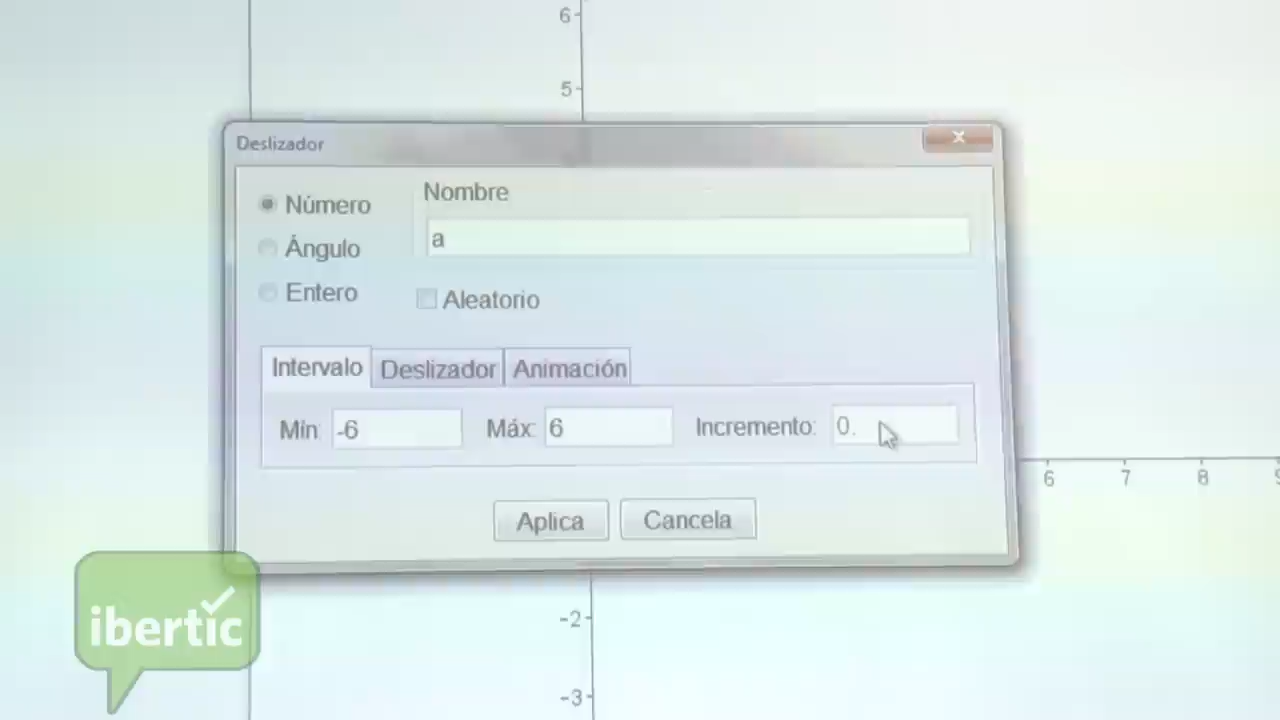 6
5
Deslizador
Número
Nombre
a
Ángulo
Entero
Aleatorio
Intervalo Deslizador Animación
Mín: -6 Máx: 6 Incremento: 0.
6 7 8 9
Aplica Cancela
ibertic
-2
-3